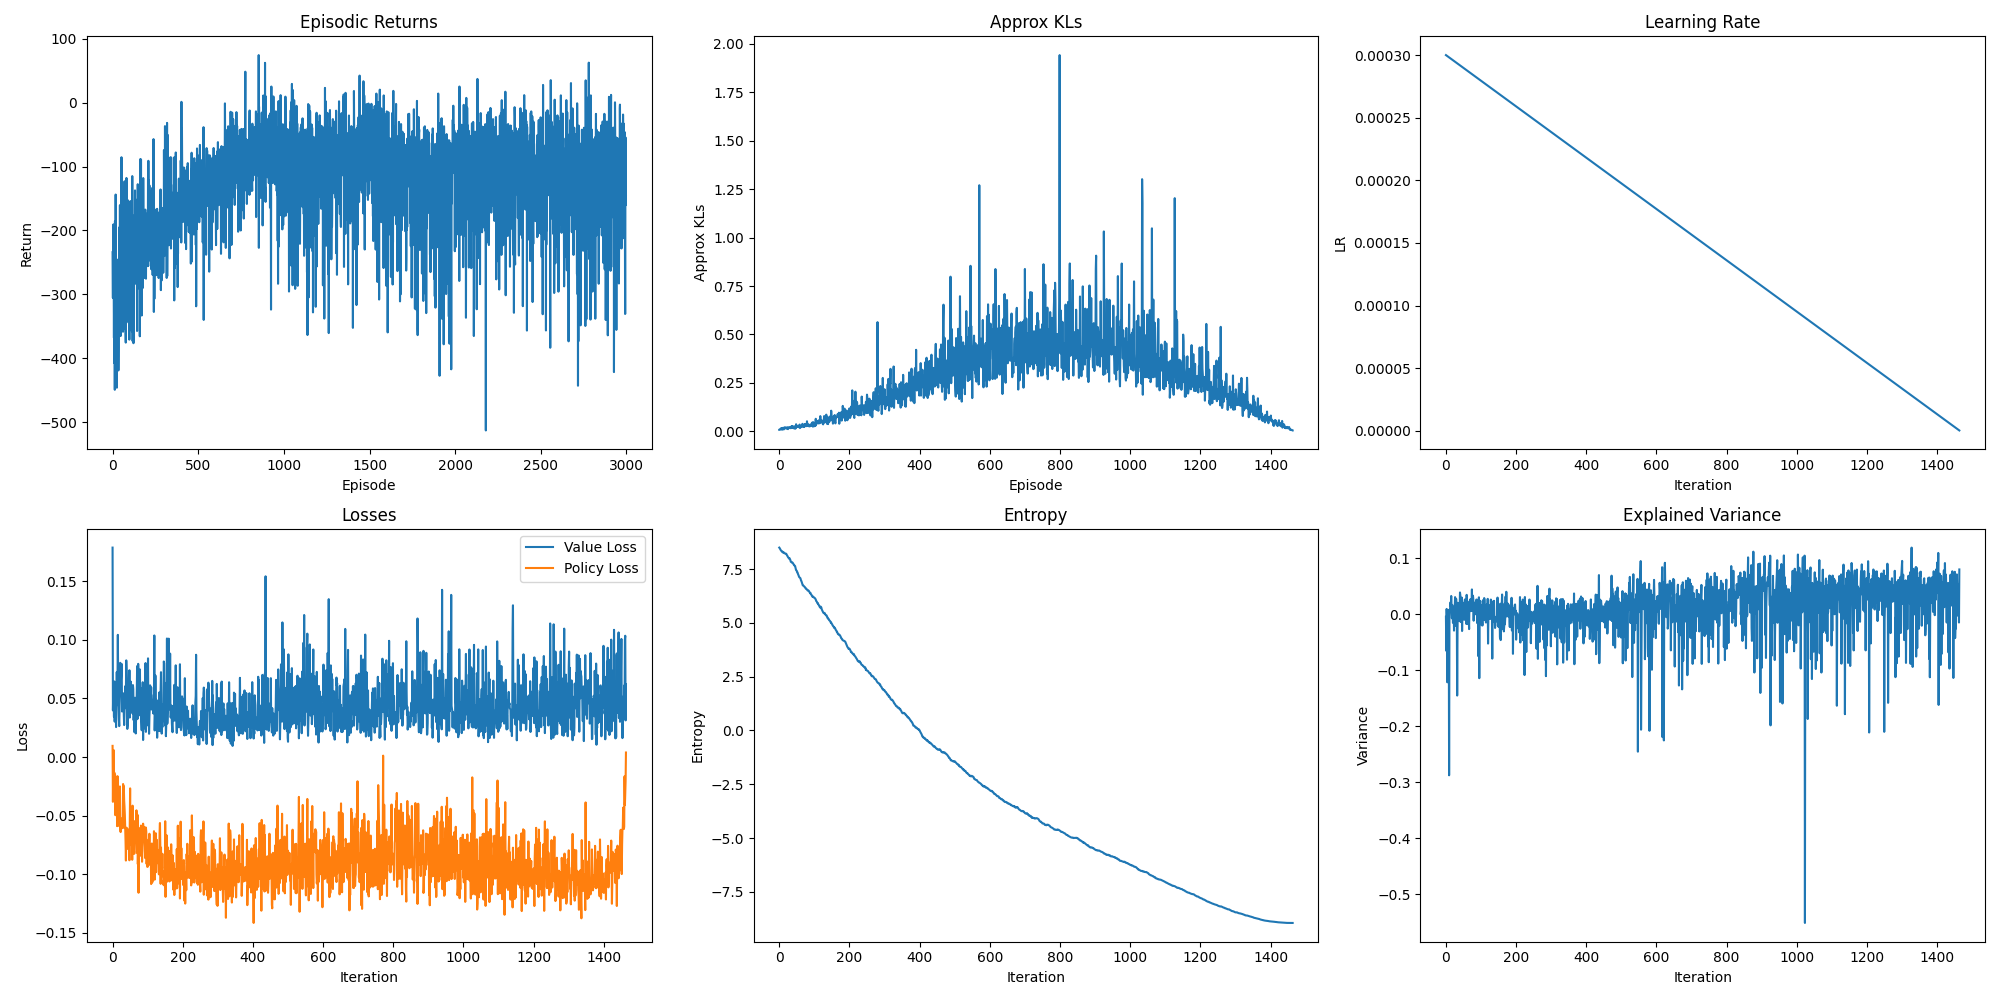 Episodic Returns
100
0
−100
−200
−300
−400
−500
Return
0 500 1000 1500 2000 2500 3000
Episode
Approx KLs
2.00
1.75
1.50
1.25
1.00
0.75
0.50
0.25
0.00
Approx KLs
0 200 400 600 800 1000 1200 1400
Episode
Learning Rate
0.00030
0.00025
0.00020
0.00015
0.00010
0.00005
0.00000
LR
0 200 400 600 800 1000 1200 1400
Iteration
Losses
Value Loss
Policy Loss
0.15
0.10
0.05
0.00
−0.05
−0.10
−0.15
Loss
0 200 400 600 800 1000 1200 1400
Iteration
Entropy
7.5
5.0
2.5
0.0
−2.5
−5.0
−7.5
Entropy
0 200 400 600 800 1000 1200 1400
Iteration
Explained Variance
0.1
0.0
−0.1
−0.2
−0.3
−0.4
−0.5
Variance
0 200 400 600 800 1000 1200 1400
Iteration